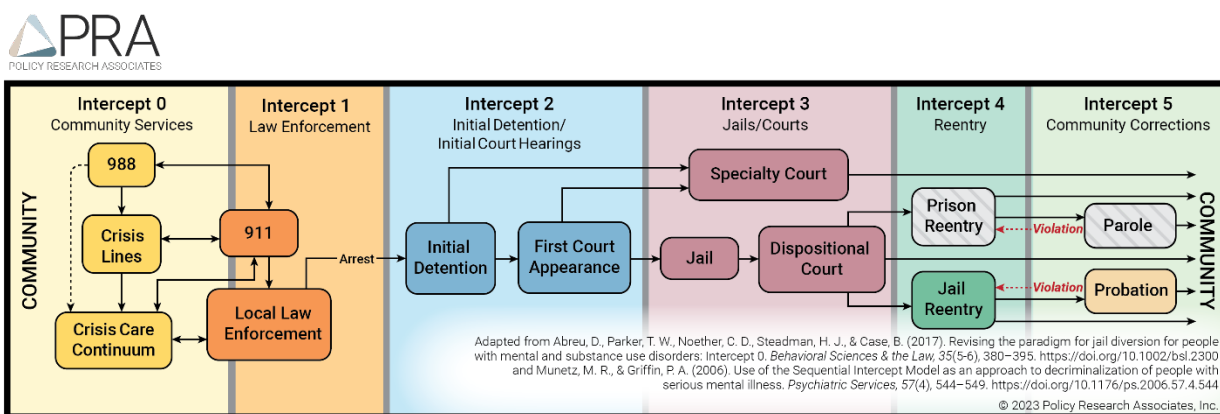 PRA
POLICY RESEARCH ASSOCIATES
Intercept 0
Community Services
Intercept 1
Law Enforcement
Intercept 2
Initial Detention/
Initial Court Hearings
Intercept 3
Jails/Courts
Intercept 4
Reentry
Intercept 5
Community Corrections
COMMUNITY
988
Crisis
Lines
Crisis Care
Continuum
911
Local Law
Enforcement
Arrest
Initial
Detention
First Court
Appearance
Specialty Court
Jail
Dispositional
Court
Prison
Reentry
Violation
Parole
Jail
Reentry
Violation
Probation
COMMUNITY
Adapted from Abreu, D., Parker, T. W., Noether, C. D., Steadman, H. J., & Case, B. (2017). Revising the paradigm for jail diversion for people
with mental and substance use disorders: Intercept 0. Behavioral Sciences & the Law, 35(5-6), 380–395. https://doi.org/10.1002/bsl.2300
and Munetz, M. R., & Griffin, P. A. (2006). Use of the Sequential Intercept Model as an approach to decriminalization of people with
serious mental illness. Psychiatric Services, 57(4), 544–549. https://doi.org/10.1176/ps.2006.57.4.544
© 2023 Policy Research Associates, Inc.